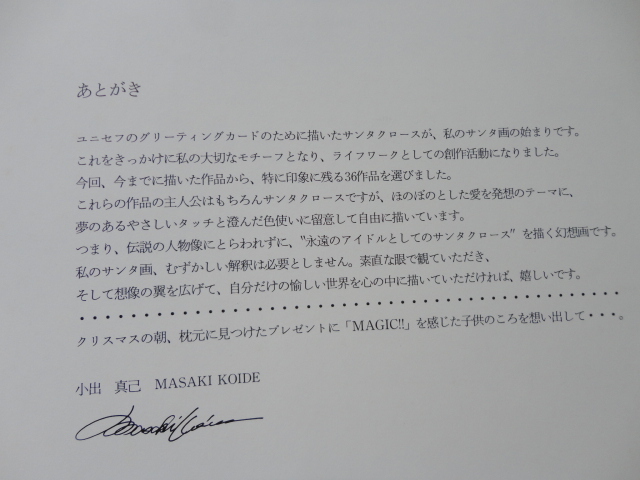 あとがき
ユニセフのグリーティングカードのために描いたサンタクロースが、私のサンタ画の始まりです。
これをきっかけに私の大切なモチーフとなり、ライフワークとしての創作活動になりました。
今回、今までに描いた作品から、特に印象に残る36作品を選びました。
これらの作品の主人公はもちろんサンタクロースですが、ほのぼのとした愛を発想のテーマに、
夢のあるやさしいタッチと澄んだ色使いに留意して自由に描いています。
つまり、伝説の人物像にとらわれずに、"永遠のアイドルとしてのサンタクロース" を描く幻想画です。
私のサンタ画、むずかしい解釈は必要としません。素直な眼で観ていただき、
そして想像の翼を広げて、自分だけの愉しい世界を心の中に描いていただければ、嬉しいです。
クリスマスの朝、枕元に見つけたプレゼントに「MAGIC!!」を感じた子供のころを想い出して・・・。
小出　真己　MASAKI KOIDE
Masaki Koide